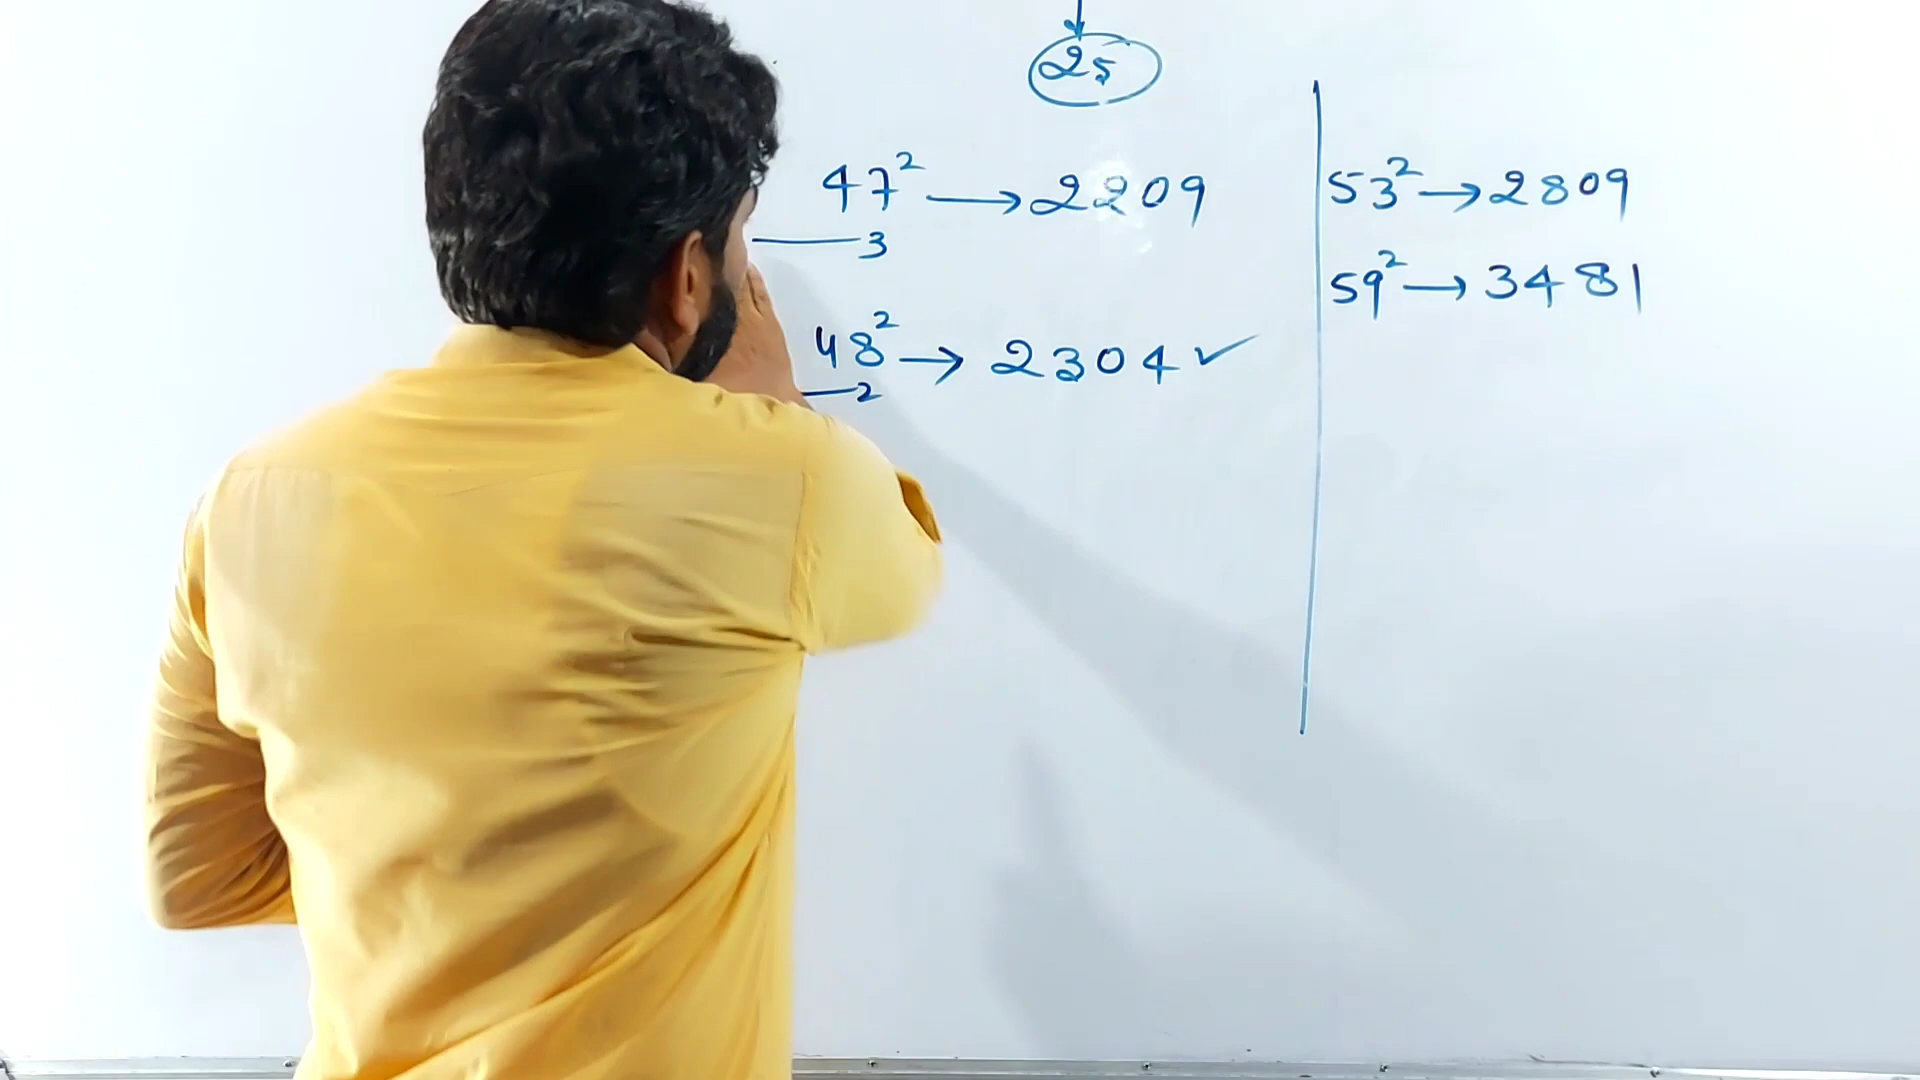 25
47² → 2209
— 3
48² → 2304 ✓
— 2
53² → 2809
59² → 3481